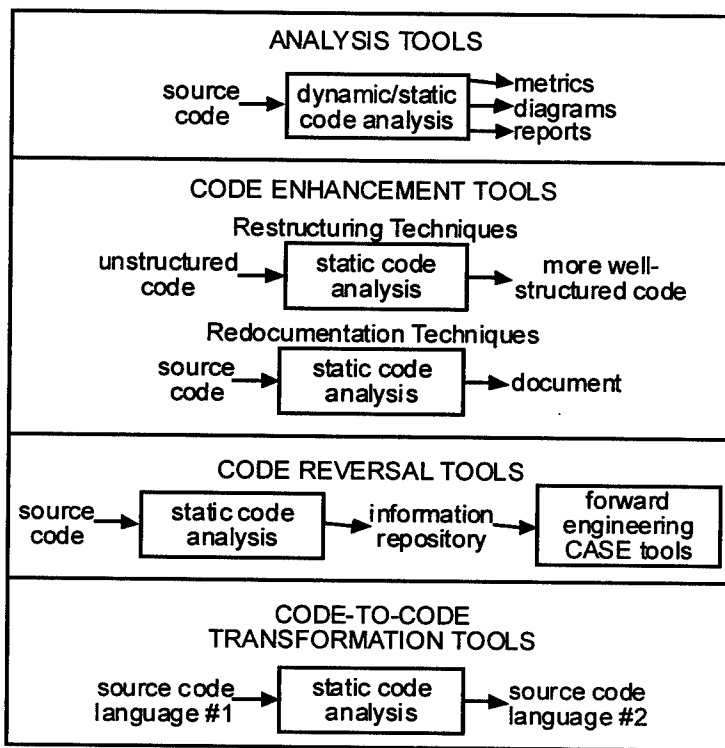 ANALYSIS TOOLS
source
code
dynamic/static
code analysis
metrics
diagrams
reports
CODE ENHANCEMENT TOOLS
Restructuring Techniques
unstructured
code
static code
analysis
more well-
structured code
Redocumentation Techniques
source
code
static code
analysis
document
CODE REVERSAL TOOLS
source
code
static code
analysis
information
repository
forward
engineering
CASE tools
CODE-TO-CODE
TRANSFORMATION TOOLS
source code
language #1
static code
analysis
source code
language #2